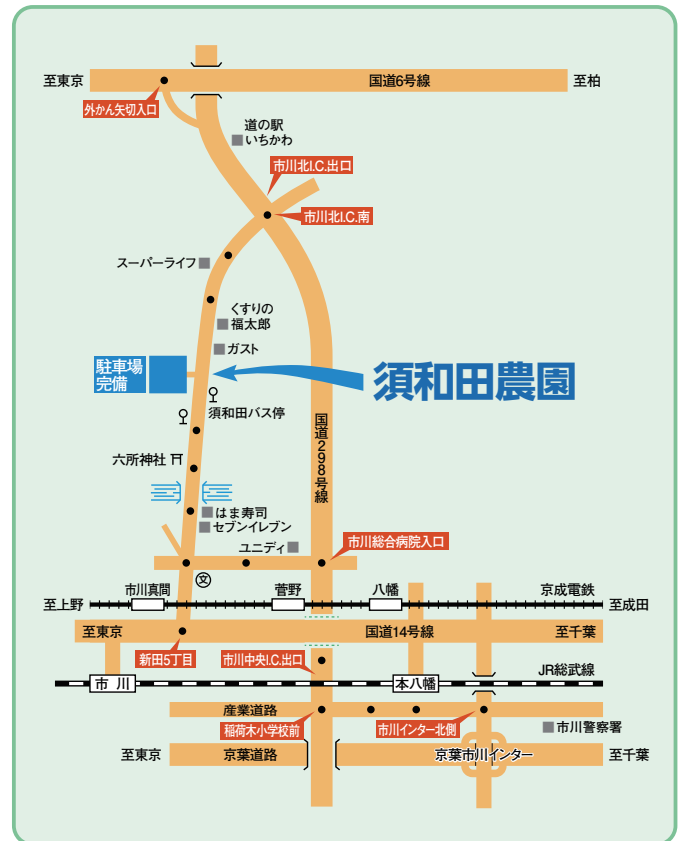 至東京
国道6号線
至柏
外かん矢切入口
道の駅
いちかわ
市川北I.C.出口
市川北I.C.南
スーパーライフ
くすりの
福太郎
ガスト
駐車場
完備
須和田農園
須和田バス停
国道298号線
六所神社
はま寿司
セブンイレブン
ユニディ
市川総合病院入口
文
市川真間
菅野
八幡
京成電鉄
至上野
至成田
至東京
国道14号線
至千葉
新田5丁目
市川中央I.C.出口
JR総武線
市川
本八幡
産業道路
稲荷木小学校前
市川インター北側
市川警察署
至東京
京葉道路
京葉市川インター
至千葉